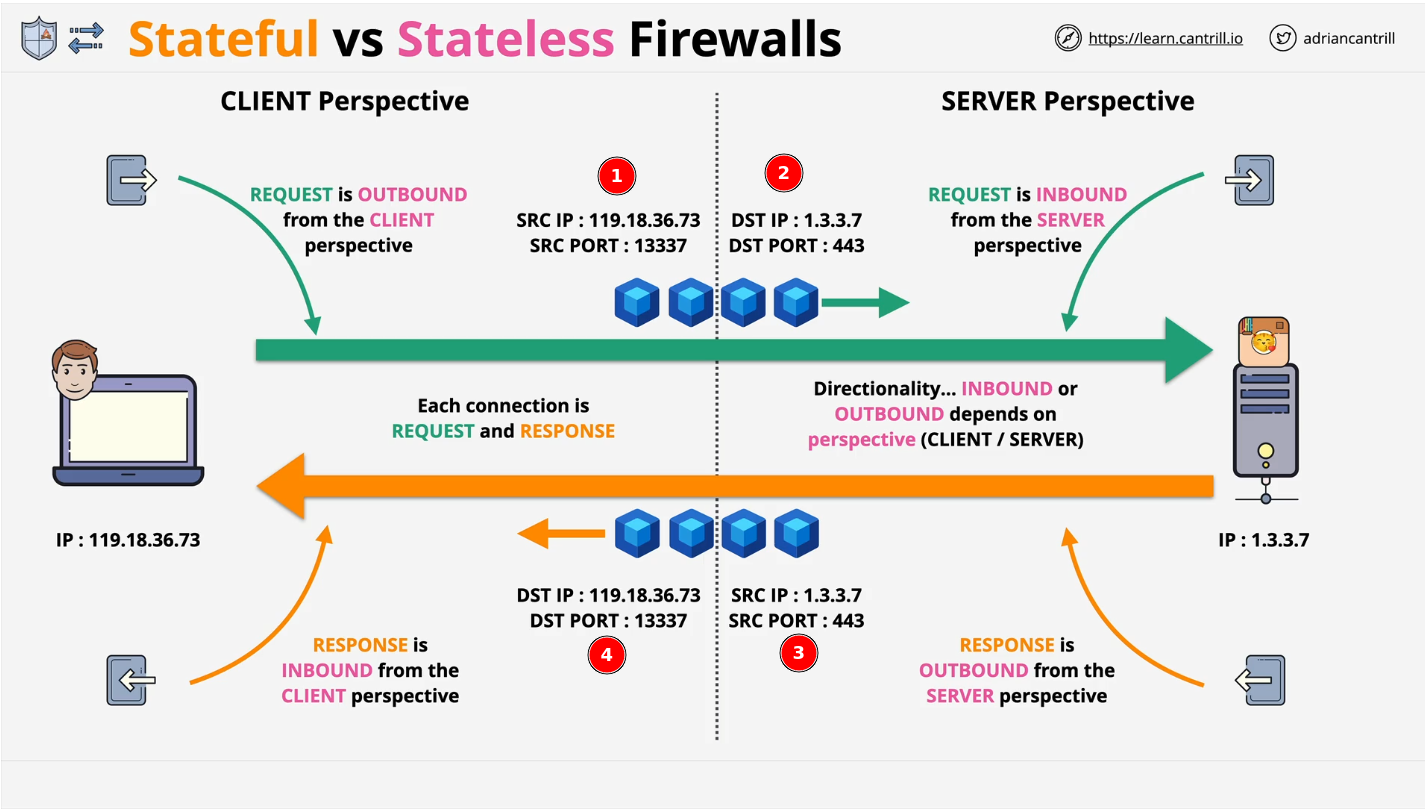 Stateful vs Stateless Firewalls
https://learn.cantrill.io
adriancantrill
CLIENT Perspective
SERVER Perspective
REQUEST is OUTBOUND
from the CLIENT
perspective
1
SRC IP : 119.18.36.73
SRC PORT : 13337
2
DST IP : 1.3.3.7
DST PORT : 443
REQUEST is INBOUND
from the SERVER
perspective
Each connection is
REQUEST and RESPONSE
Directionality... INBOUND or
OUTBOUND depends on
perspective (CLIENT / SERVER)
IP : 119.18.36.73
IP : 1.3.3.7
RESPONSE is
INBOUND from the
CLIENT perspective
DST IP : 119.18.36.73
DST PORT : 13337
4
SRC IP : 1.3.3.7
SRC PORT : 443
3
RESPONSE is
OUTBOUND from the
SERVER perspective